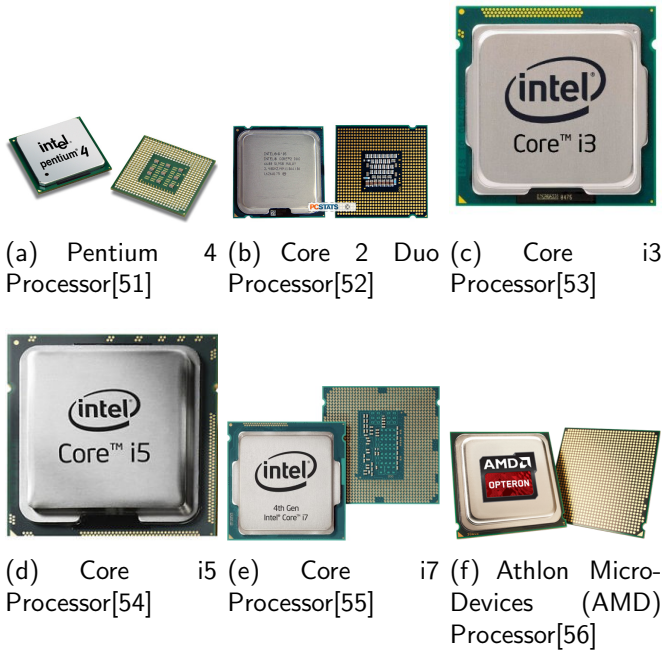 intel
pentium 4
PCSTATS ©
intel
Core™ i3
(a) Pentium 4
Processor[51]
(b) Core 2 Duo
Processor[52]
(c) Core i3
Processor[53]
intel
Core™ i5
intel
4th Gen
Intel® Core™ i7
AMD
OPTERON
(d) Core i5
Processor[54]
(e) Core i7
Processor[55]
(f) Athlon Micro-
Devices (AMD)
Processor[56]